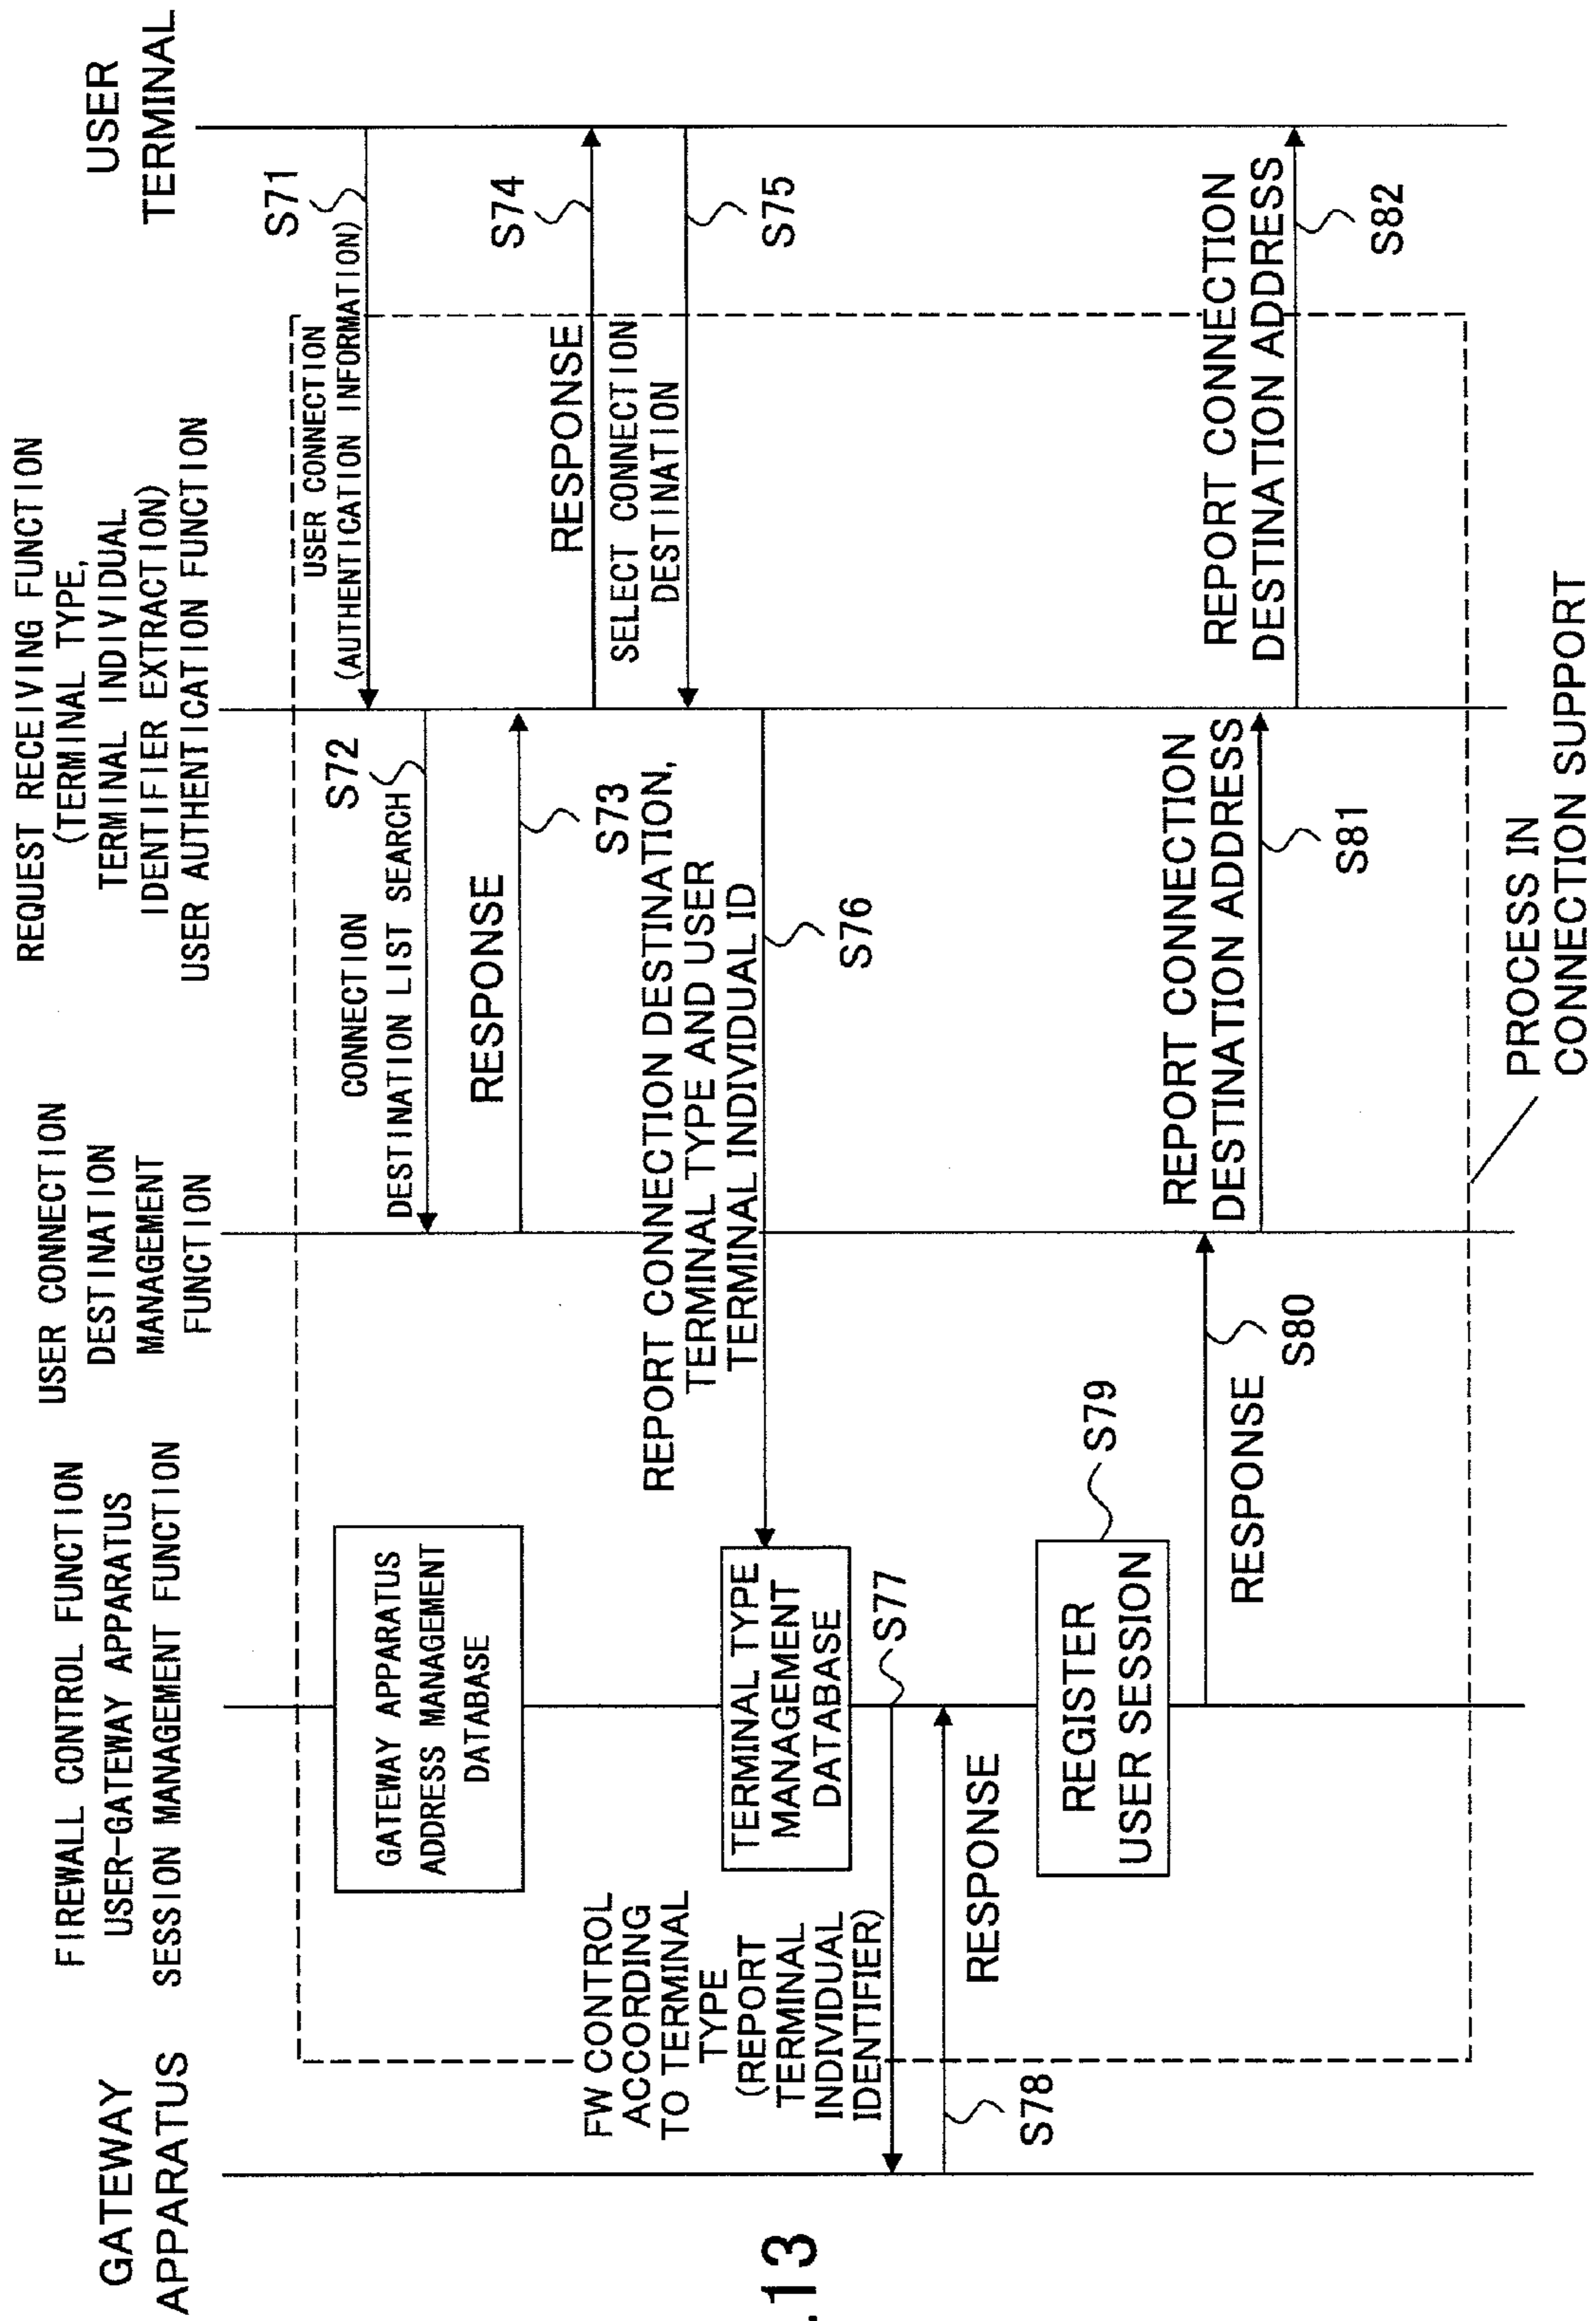 GATEWAY
APPARATUS
FIREWALL CONTROL FUNCTION
USER-GATEWAY APPARATUS
SESSION MANAGEMENT FUNCTION
USER CONNECTION
DESTINATION
MANAGEMENT
FUNCTION
REQUEST RECEIVING FUNCTION
(TERMINAL TYPE,
TERMINAL INDIVIDUAL
IDENTIFIER EXTRACTION)
USER AUTHENTICATION FUNCTION
USER
TERMINAL
S71
USER CONNECTION
(AUTHENTICATION INFORMATION)
S72
CONNECTION
DESTINATION LIST SEARCH
GATEWAY APPARATUS
ADDRESS MANAGEMENT
DATABASE
RESPONSE
S73
S74
RESPONSE
SELECT CONNECTION
DESTINATION
S75
REPORT CONNECTION DESTINATION,
TERMINAL TYPE AND USER
TERMINAL INDIVIDUAL ID
S76
TERMINAL TYPE
MANAGEMENT
DATABASE
FW CONTROL
ACCORDING
TO TERMINAL
TYPE
(REPORT
TERMINAL
INDIVIDUAL
IDENTIFIER)
S77
RESPONSE
S78
REGISTER
USER SESSION
S79
RESPONSE
S80
REPORT CONNECTION
DESTINATION ADDRESS
S81
REPORT CONNECTION
DESTINATION ADDRESS
S82
PROCESS IN
CONNECTION SUPPORT
.13